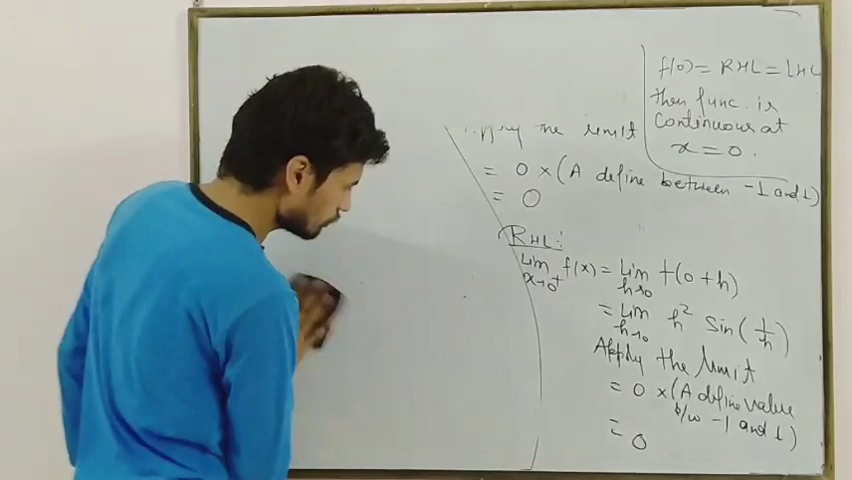 f(0) = RHL = LHL
then func. is
continuous at
x = 0.
the limit
= 0 × (A define between -1 and 1)
= 0
RHL:
Lim x→0⁺ f(x) = Lim h→0 f(0+h)
= Lim h→0 h² sin(1/h)
Apply the limit
= 0 × (A define value
b/w -1 and 1)
= 0